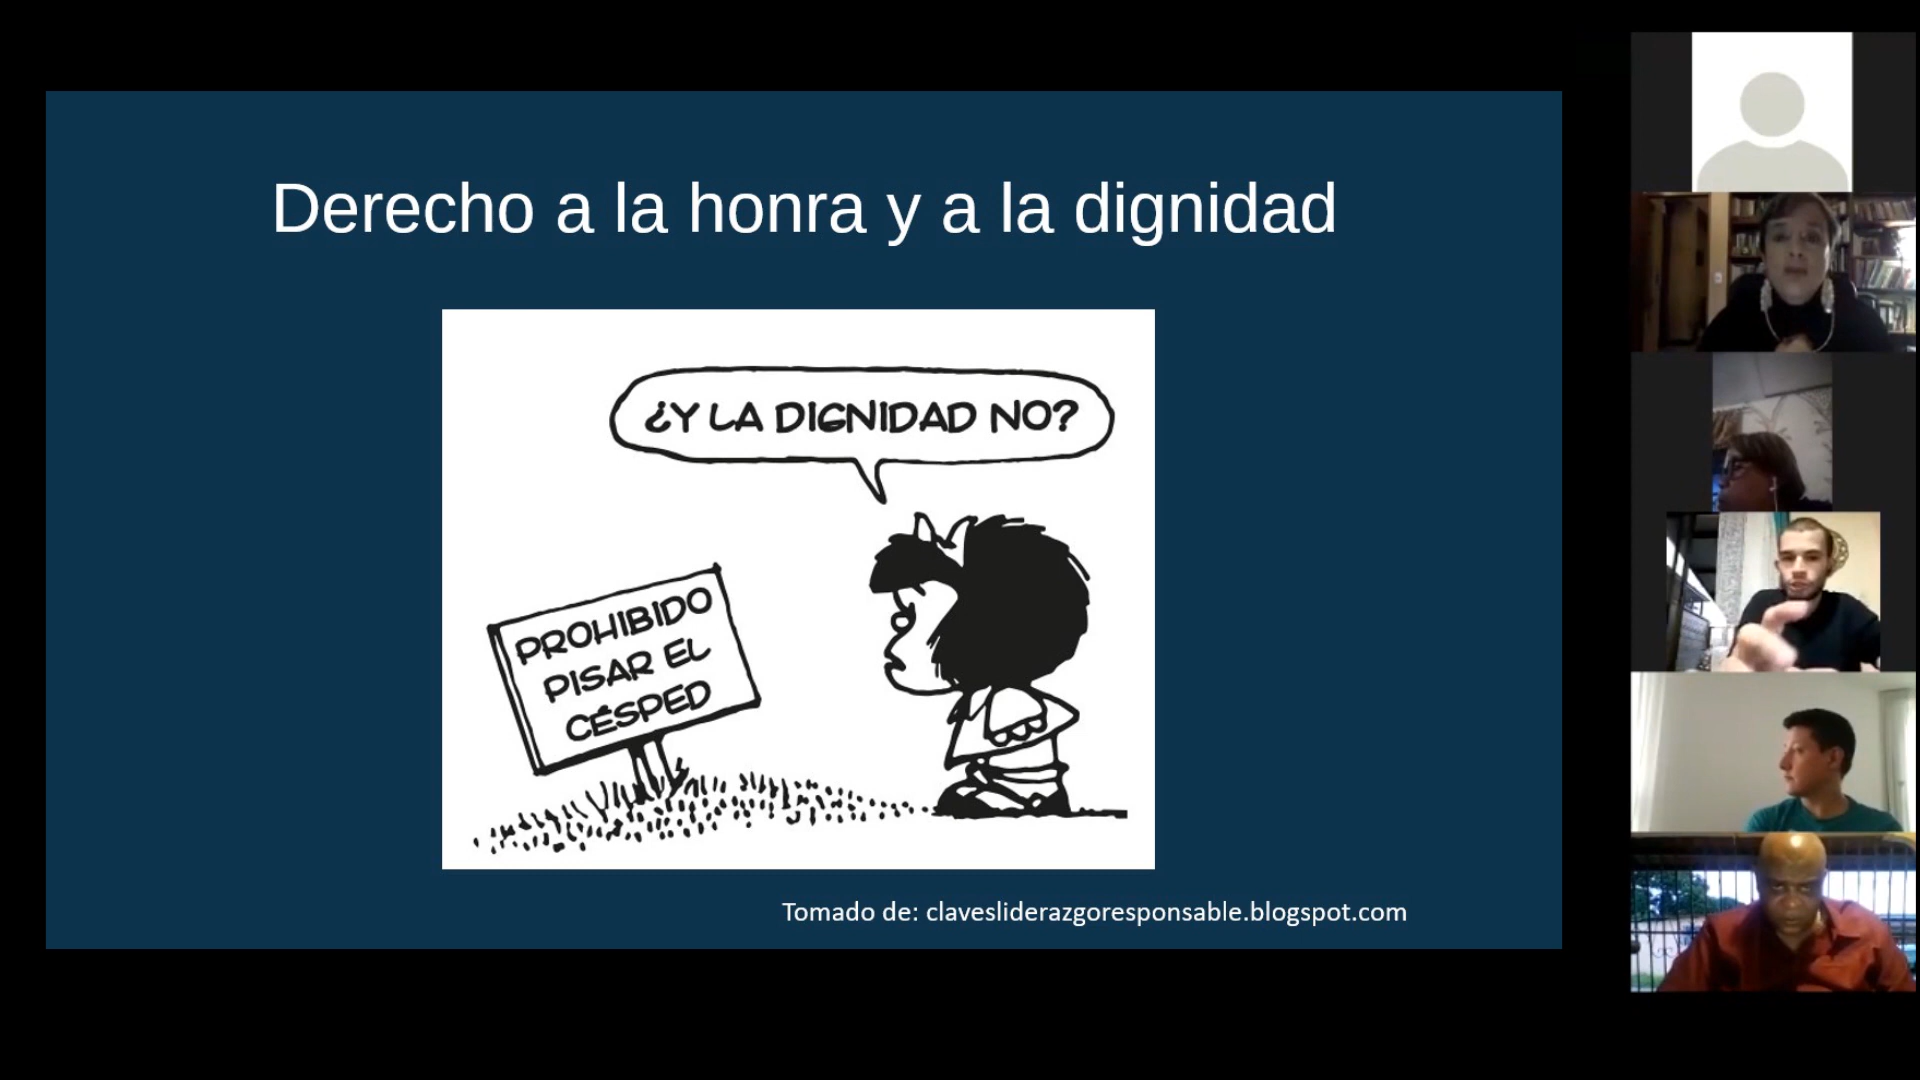 Derecho a la honra y a la dignidad
¿Y LA DIGNIDAD NO?
PROHIBIDO
PISAR EL
CÉSPED
Tomado de: clavesliderazgoresponsable.blogspot.com